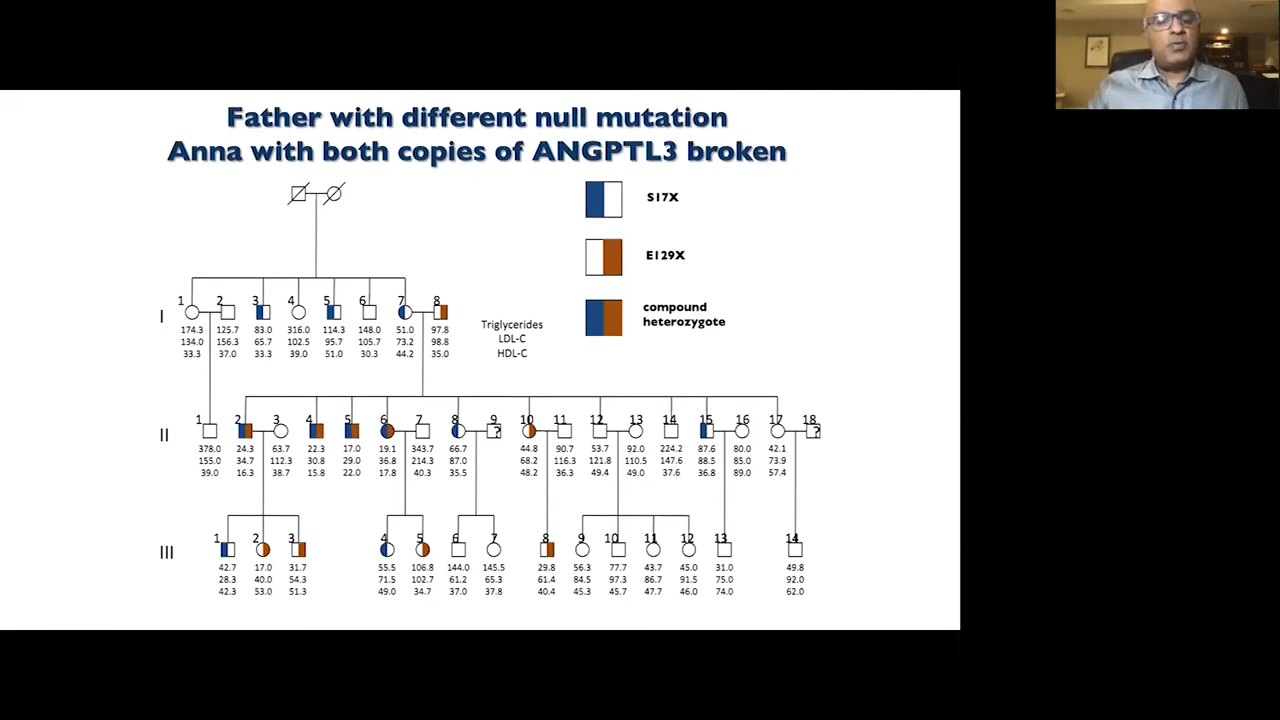 Father with different null mutation
Anna with both copies of ANGPTL3 broken
S17X
E129X
compound
heterozygote
I
1 2 3 4 5 6 7 8
174.3 125.7 83.0 316.0 114.3 148.0 51.0 97.8
134.0 156.3 65.7 102.5 95.7 105.7 73.2 98.8
33.3 37.0 33.3 39.0 51.0 30.3 44.2 35.0
Triglycerides
LDL-C
HDL-C
II
1 2 3 4 5 6 7 8 9 10 11 12 13 14 15 16 17 18
? ?
378.0 24.3 63.7 22.3 17.0 19.1 343.7 66.7 44.8 90.7 53.7 92.0 224.2 87.6 80.0 42.1
155.0 34.7 112.3 30.8 29.0 36.8 214.3 87.0 68.2 116.3 121.8 110.5 147.6 88.5 85.0 73.9
39.0 16.3 38.7 15.8 22.0 17.8 40.3 35.5 48.2 36.3 49.4 49.0 37.6 36.8 89.0 57.4
III
1 2 3 4 5 6 7 8 9 10 11 12 13 14
42.7 17.0 31.7 55.5 106.8 144.0 145.5 29.8 56.3 77.7 43.7 45.0 31.0 49.8
28.3 40.0 54.3 71.5 102.7 61.2 65.3 61.4 84.5 97.3 86.7 91.5 75.0 92.0
42.3 53.0 51.3 49.0 34.7 37.0 37.8 40.4 45.3 45.7 47.7 46.0 74.0 62.0